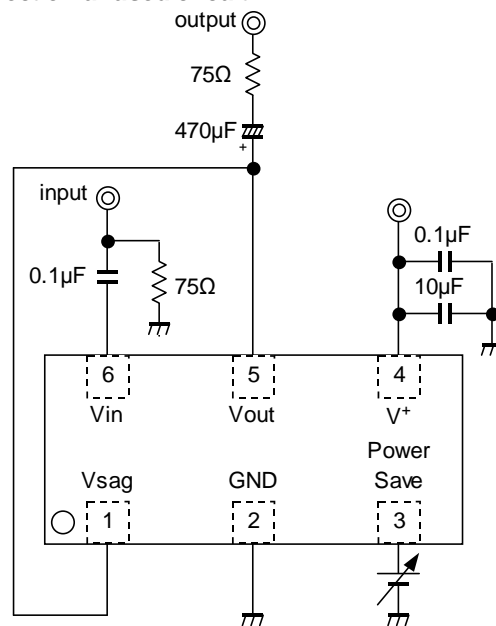 output
75Ω
470µF
+
input
0.1µF
75Ω
0.1µF
10µF
6
5
4
Vin
Vout
V⁺
Power
Vsag
GND
Save
1
2
3